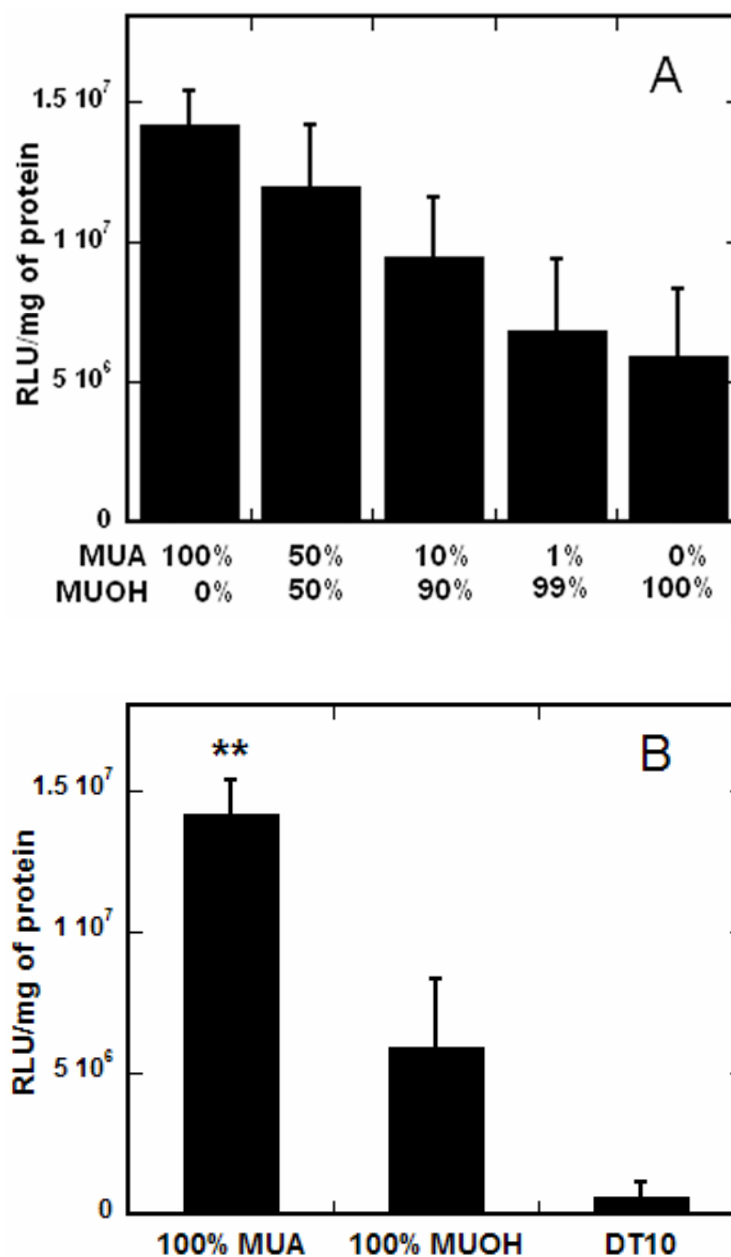 A
RLU/mg of protein
1.5 10⁷
1 10⁷
5 10⁶
0
MUA 100% 50% 10% 1% 0%
MUOH 0% 50% 90% 99% 100%
B
**
RLU/mg of protein
1.5 10⁷
1 10⁷
5 10⁶
0
100% MUA 100% MUOH DT10